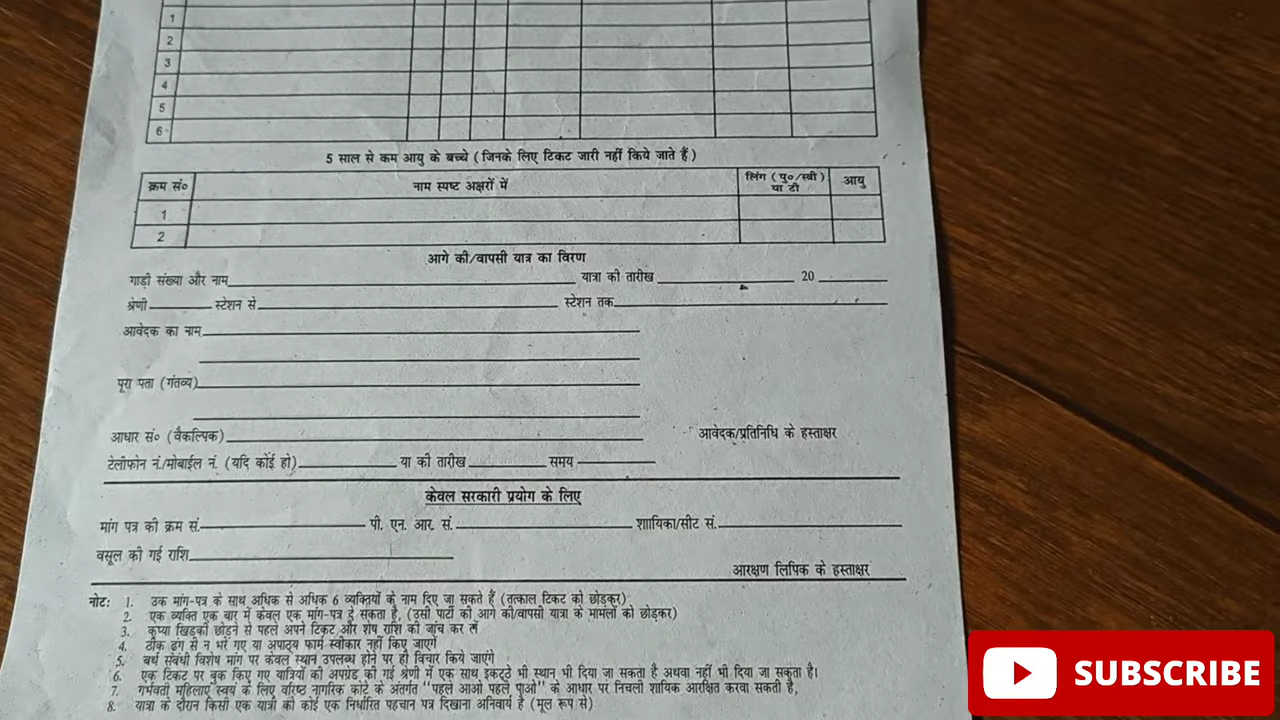 1
2
3
4
5
6
5 साल से कम आयु के बच्चे ( जिनके लिए टिकट जारी नहीं किये जाते हैं )
क्रम सं० नाम स्पष्ट अक्षरों में लिंग ( पु०/स्त्री) या टी आयु
1
2
आगे की/वापसी यात्र का विरण
गाड़ी संख्या और नाम यात्रा की तारीख 20
श्रेणी स्टेशन से स्टेशन तक
आवेदक का नाम
पूरा पता (गंतव्य)
आधार सं० (वैकल्पिक) आवेदक/प्रतिनिधि के हस्ताक्षर
टेलीफोन नं./मोबाईल नं. (यदि कोई हो) या की तारीख समय
केवल सरकारी प्रयोग के लिए
मांग पत्र की क्रम सं. पी. एन. आर. सं. शाायिका/सीट सं.
वसूल की गई राशि
आरक्षण लिपिक के हस्ताक्षर
नोटः 1. उक मांग-पत्र के साथ अधिक से अधिक 6 व्यक्तियों के नाम दिए जा सकते हैं (तत्काल टिकट को छोड़कर)
2. एक व्यक्ति एक बार में केवल एक मांग-पत्र दे सकता है, (उसी पार्टी की आगे की/वापसी यात्रा के मामलों को छोड़कर)
3. कृप्या खिड़की छोड़ने से पहले अपने टिकट और शेष राशि की जांच कर लें
4. ठीक ढंग से न भरे गए या अपाठ्य फार्म स्वीकार नहीं किए जाएगें
5. बर्थ संबंधी विशेष मांग पर केवल स्थान उपलब्ध होने पर ही विचार किये जाएंगे
6. एक टिकट पर बुक किए गए यात्रियों की अपग्रेड की गई श्रेणी में एक साथ इकट्ठे भी स्थान भी दिया जा सकता है अथवा नहीं भी दिया जा सकता है।
7. गर्भवती महिलाएं स्वयं के लिए वरिष्ट नागरिक कोटे के अंतर्गत "पहले आओ पहले पाओ" के आधार पर निचली शायिक आरक्षित करवा सकती है,
8. यात्रा के दौरान किसी एक यात्री को कोई एक निर्धारित पहचान पत्र दिखाना अनिवार्य है (मूल रूप से)
SUBSCRIBE